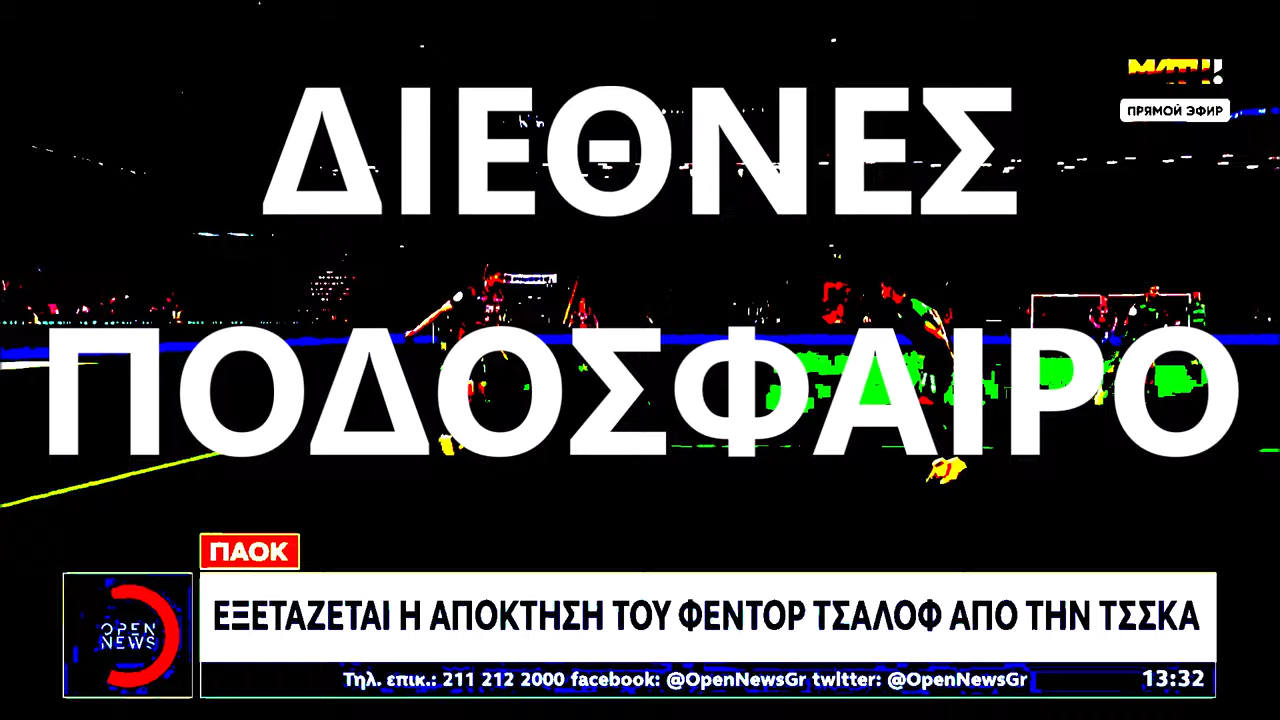 МАТЧ!
ПРЯМОЙ ЭФИР
ΔΙΕΘΝΕΣ
ΠΟΔΟΣΦΑΙΡΟ
ΠΑΟΚ
ΕΞΕΤΑΖΕΤΑΙ Η ΑΠΟΚΤΗΣΗ ΤΟΥ ΦΕΝΤΟΡ ΤΣΑΛΟΦ ΑΠΟ ΤΗΝ ΤΣΣΚΑ
OPEN
NEWS
Τηλ. επικ.: 211 212 2000 facebook: @OpenNewsGr twitter: @OpenNewsGr
13:32